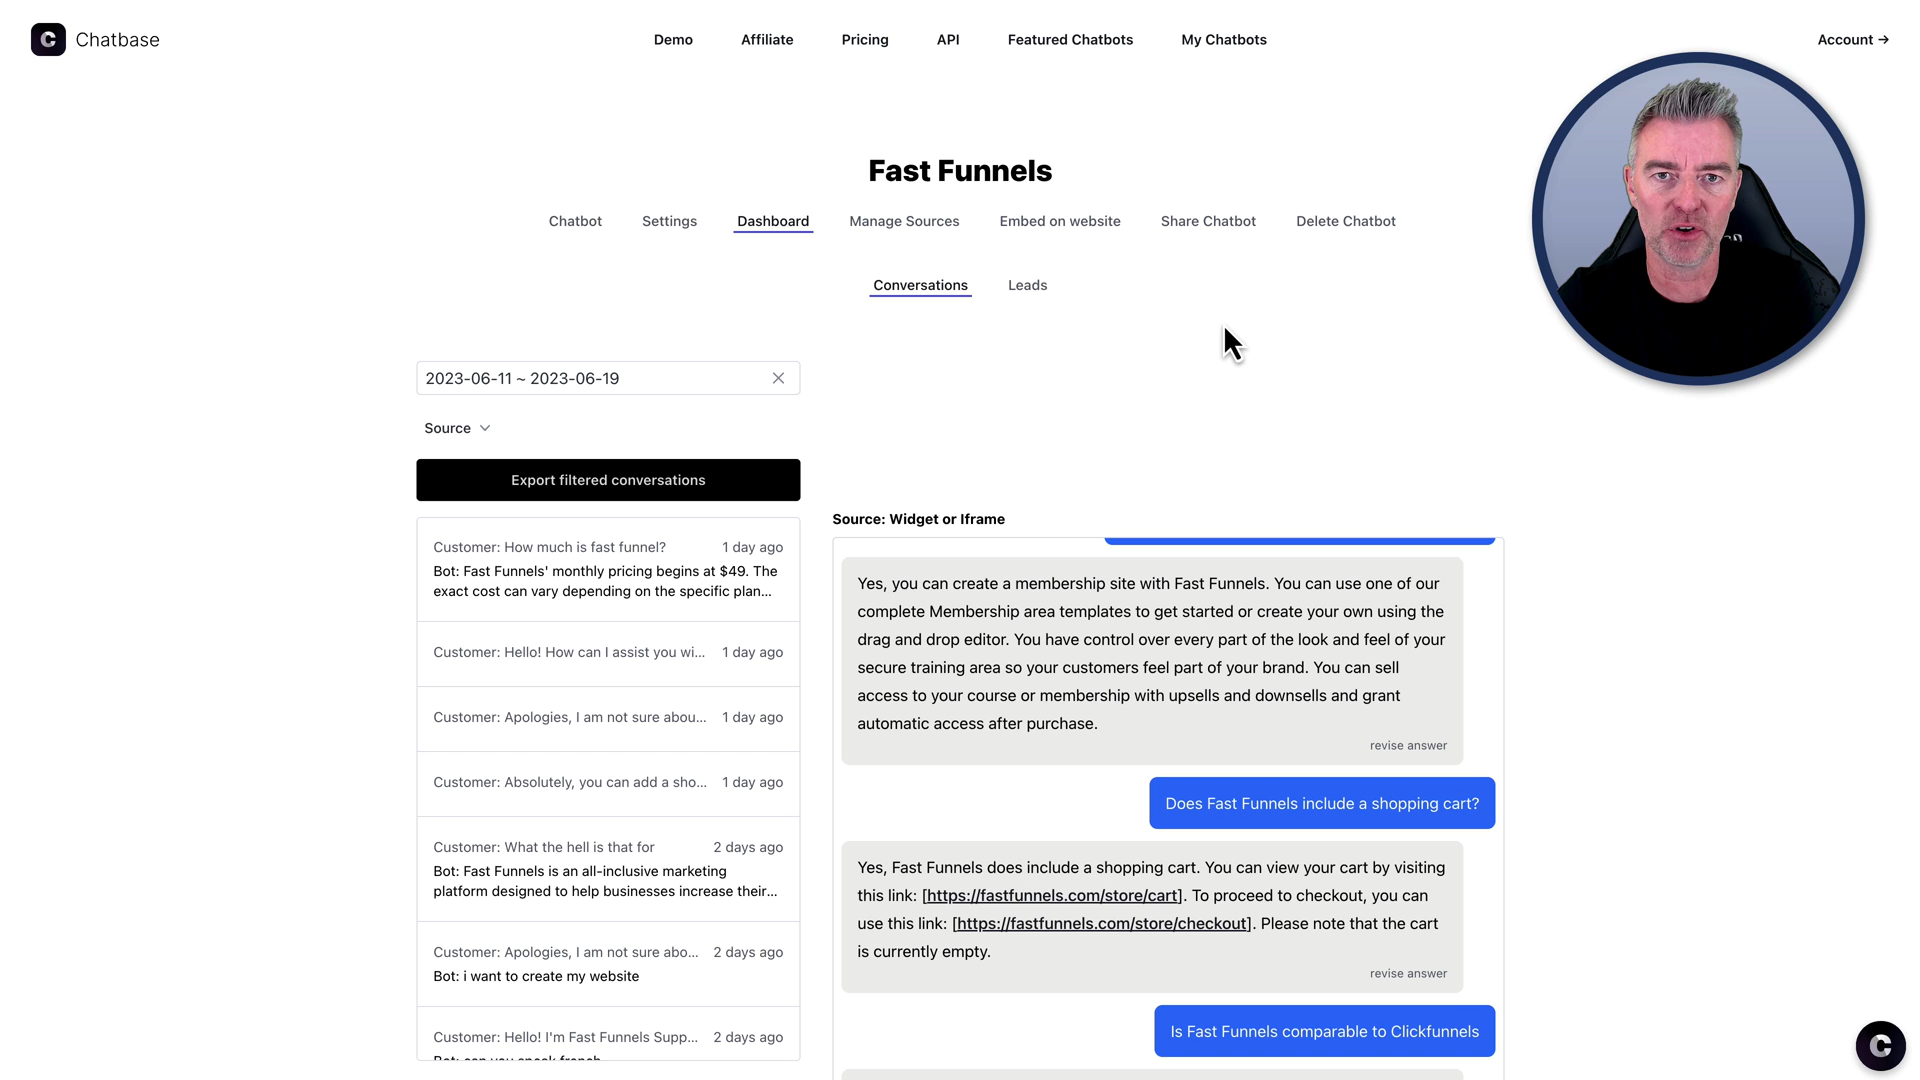 Chatbase
Demo
Affiliate
Pricing
API
Featured Chatbots
My Chatbots
Account →
Fast Funnels
Chatbot
Settings
Dashboard
Manage Sources
Embed on website
Share Chatbot
Delete Chatbot
Conversations
Leads
2023-06-11 ~ 2023-06-19
Source
Export filtered conversations
Customer: How much is fast funnel? 1 day ago
Bot: Fast Funnels' monthly pricing begins at $49. The
exact cost can vary depending on the specific plan...
Customer: Hello! How can I assist you wi... 1 day ago
Customer: Apologies, I am not sure abou... 1 day ago
Customer: Absolutely, you can add a sho... 1 day ago
Customer: What the hell is that for 2 days ago
Bot: Fast Funnels is an all-inclusive marketing
platform designed to help businesses increase their...
Customer: Apologies, I am not sure abo... 2 days ago
Bot: i want to create my website
Customer: Hello! I'm Fast Funnels Supp... 2 days ago
Bot: can you speak french
Source: Widget or Iframe
Yes, you can create a membership site with Fast Funnels. You can use one of our
complete Membership area templates to get started or create your own using the
drag and drop editor. You have control over every part of the look and feel of your
secure training area so your customers feel part of your brand. You can sell
access to your course or membership with upsells and downsells and grant
automatic access after purchase.
revise answer
Does Fast Funnels include a shopping cart?
Yes, Fast Funnels does include a shopping cart. You can view your cart by visiting
this link: [https://fastfunnels.com/store/cart]. To proceed to checkout, you can
use this link: [https://fastfunnels.com/store/checkout]. Please note that the cart
is currently empty.
revise answer
Is Fast Funnels comparable to Clickfunnels